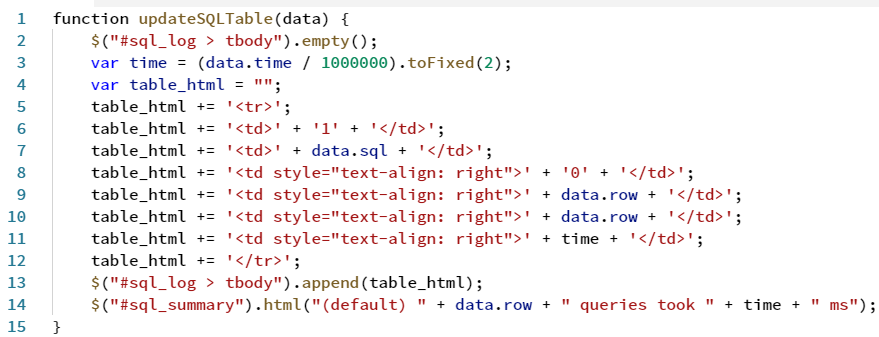 1 function updateSQLTable(data) {
2 $("#sql_log > tbody").empty();
3 var time = (data.time / 1000000).toFixed(2);
4 var table_html = "";
5 table_html += '<tr>';
6 table_html += '<td>' + '1' + '</td>';
7 table_html += '<td>' + data.sql + '</td>';
8 table_html += '<td style="text-align: right">' + '0' + '</td>';
9 table_html += '<td style="text-align: right">' + data.row + '</td>';
10 table_html += '<td style="text-align: right">' + data.row + '</td>';
11 table_html += '<td style="text-align: right">' + time + '</td>';
12 table_html += '</tr>';
13 $("#sql_log > tbody").append(table_html);
14 $("#sql_summary").html("(default) " + data.row + " queries took " + time + " ms");
15 }